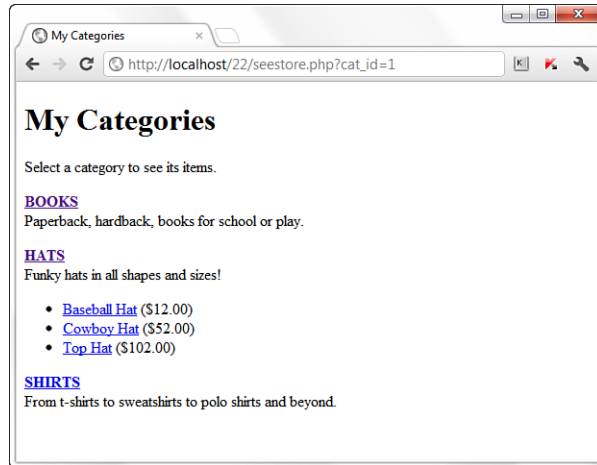 My Categories
http://localhost/22/seestore.php?cat_id=1
My Categories
Select a category to see its items.
BOOKS
Paperback, hardback, books for school or play.
HATS
Funky hats in all shapes and sizes!
Baseball Hat ($12.00)
Cowboy Hat ($52.00)
Top Hat ($102.00)
SHIRTS
From t-shirts to sweatshirts to polo shirts and beyond.